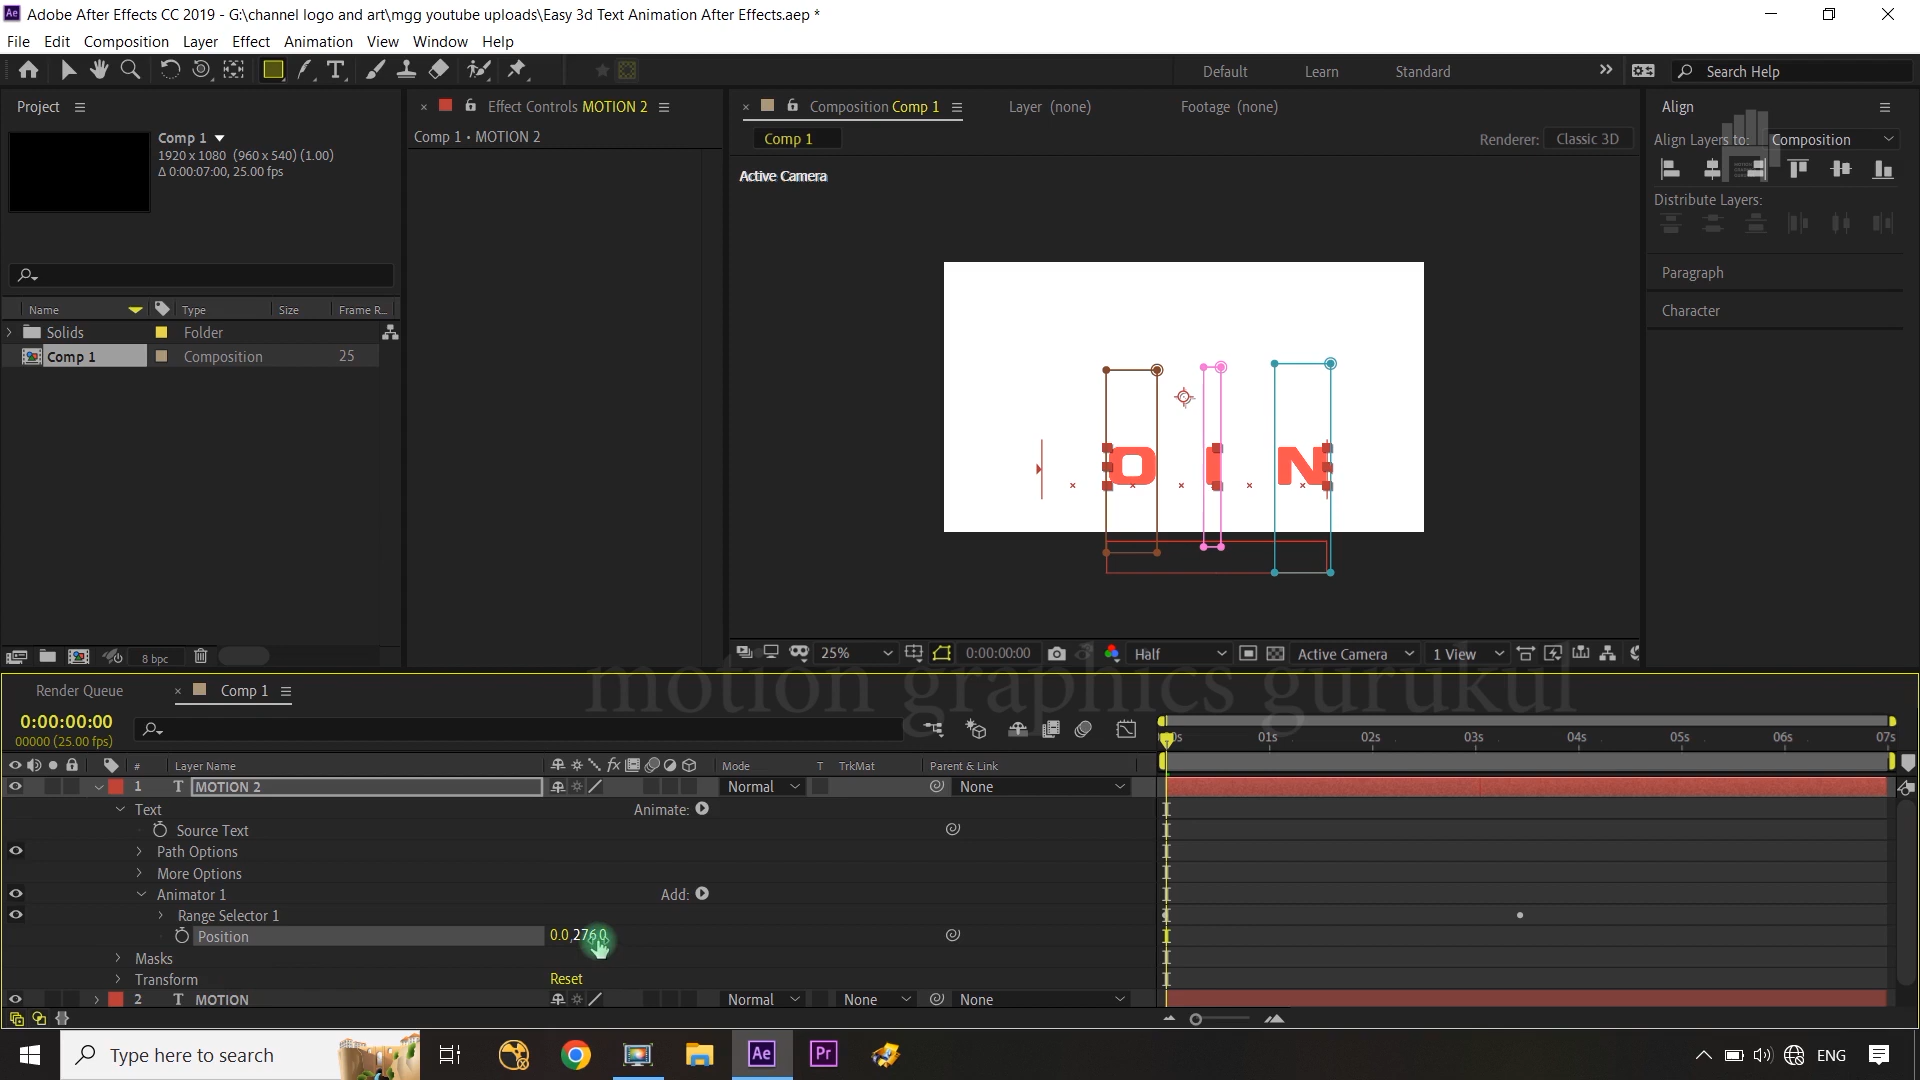 Adobe After Effects CC 2019 - G:\channel logo and art\mgg youtube uploads\Easy 3d Text Animation After Effects.aep *
File Edit Composition Layer Effect Animation View Window Help
Default Learn Standard Search Help
Project
Effect Controls MOTION 2
Composition Comp 1
Layer (none)
Footage (none)
Align
Comp 1
1920 x 1080 (960 x 540) (1.00)
Δ 0:00:07:00, 25.00 fps
Comp 1 • MOTION 2
Comp 1
Renderer: Classic 3D
Align Layers to: Composition
Active Camera
Distribute Layers:
Paragraph
Character
Name Type Size Frame R...
Solids Folder
Comp 1 Composition 25
O I N
8 bpc
25% 0:00:00:00 Half Active Camera 1 View
motion graphics gurukul
Render Queue
Comp 1
0:00:00:00
00000 (25.00 fps)
0s 01s 02s 03s 04s 05s 06s 07s
# Layer Name fx Mode T TrkMat Parent & Link
1 T MOTION 2 Normal None
Text Animate:
Source Text
Path Options
More Options
Animator 1 Add:
Range Selector 1
Position 0.0,276.0
Masks
Transform Reset
2 T MOTION Normal None None
Type here to search
Ae Pr
ENG